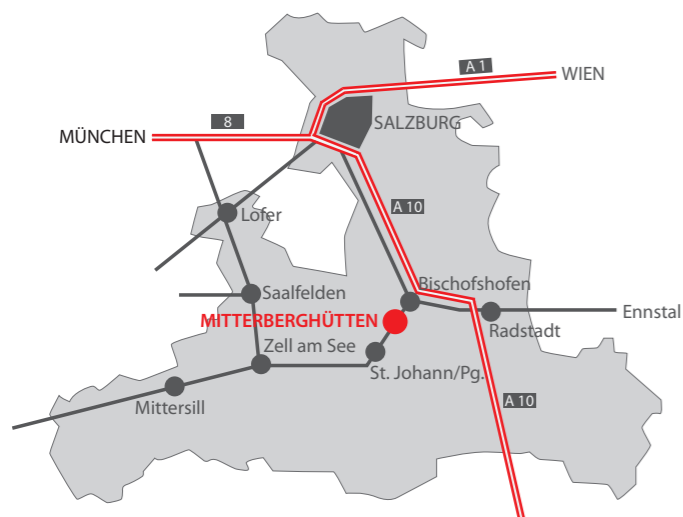 A 1
WIEN
8
SALZBURG
MÜNCHEN
A 10
Lofer
Bischofshofen
Saalfelden
Ennstal
MITTERBERGHÜTTEN
Radstadt
Zell am See
St. Johann/Pg.
Mittersill
A 10